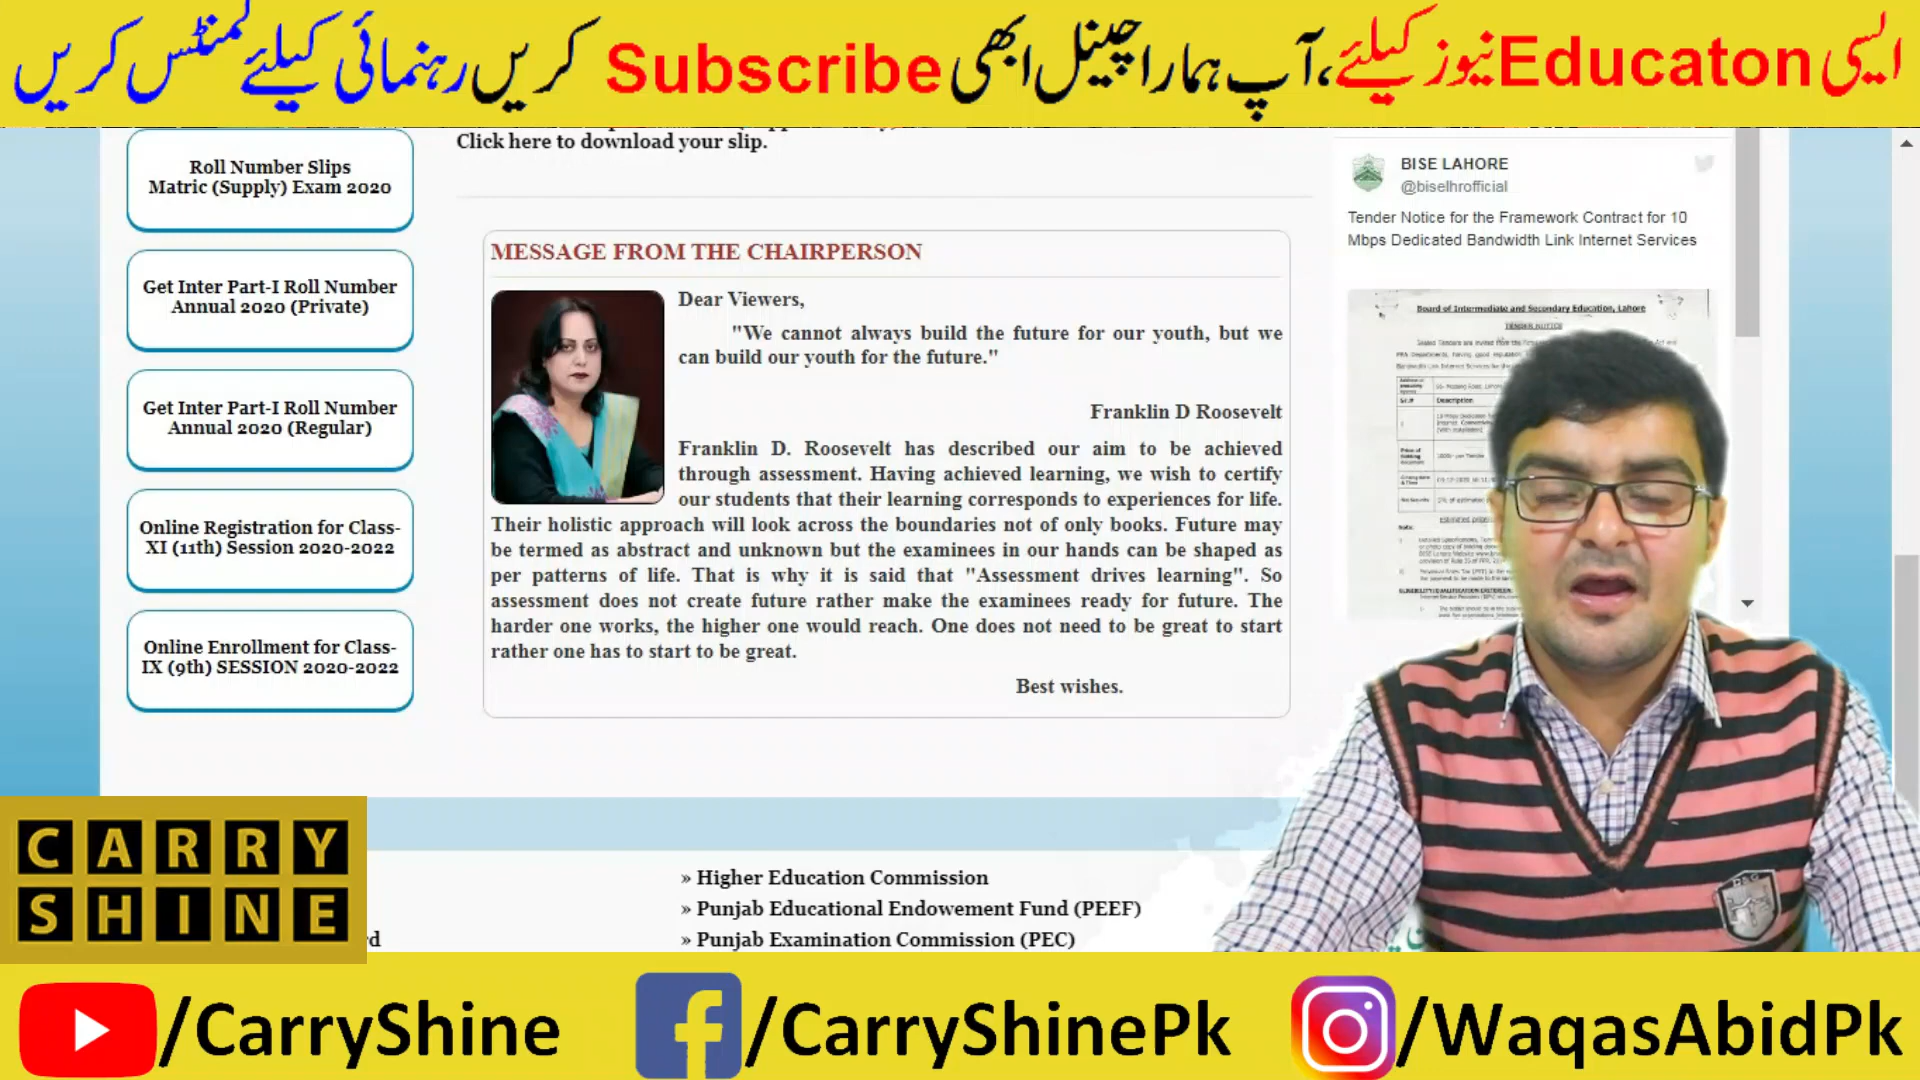 ایسی Educaton نیوز کیلئے، آپ ہمارا چینل ابھی Subscribe کریں رہنمائی کیلئے کمنٹس کریں
Click here to download your slip.
Roll Number Slips
Matric (Supply) Exam 2020
Get Inter Part-I Roll Number
Annual 2020 (Private)
Get Inter Part-I Roll Number
Annual 2020 (Regular)
Online Registration for Class-
XI (11th) Session 2020-2022
Online Enrollment for Class-
IX (9th) SESSION 2020-2022
MESSAGE FROM THE CHAIRPERSON
Dear Viewers,
"We cannot always build the future for our youth, but we
can build our youth for the future."
Franklin D Roosevelt
Franklin D. Roosevelt has described our aim to be achieved
through assessment. Having achieved learning, we wish to certify
our students that their learning corresponds to experiences for life.
Their holistic approach will look across the boundaries not of only books. Future may
be termed as abstract and unknown but the examinees in our hands can be shaped as
per patterns of life. That is why it is said that "Assessment drives learning". So
assessment does not create future rather make the examinees ready for future. The
harder one works, the higher one would reach. One does not need to be great to start
rather one has to start to be great.
Best wishes.
BISE LAHORE
@biselhrofficial
Tender Notice for the Framework Contract for 10
Mbps Dedicated Bandwidth Link Internet Services
Board of Intermediate and Secondary Education, Lahore
TENDER NOTICE
Description
» Higher Education Commission
» Punjab Educational Endowement Fund (PEEF)
» Punjab Examination Commission (PEC)
CARRY
SHINE
/CarryShine
/CarryShinePk
/WaqasAbidPk